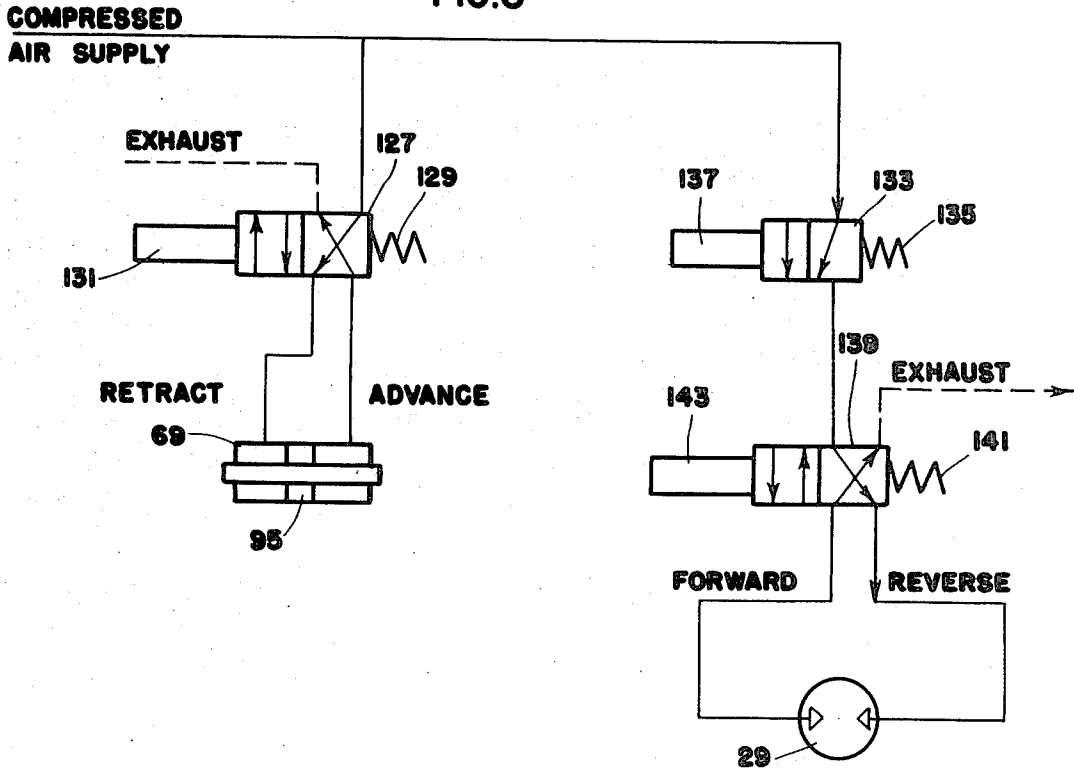 COMPRESSED
AIR SUPPLY
EXHAUST
127
129
131
137
133
135
RETRACT
ADVANCE
69
95
139
EXHAUST
143
141
FORWARD
REVERSE
29